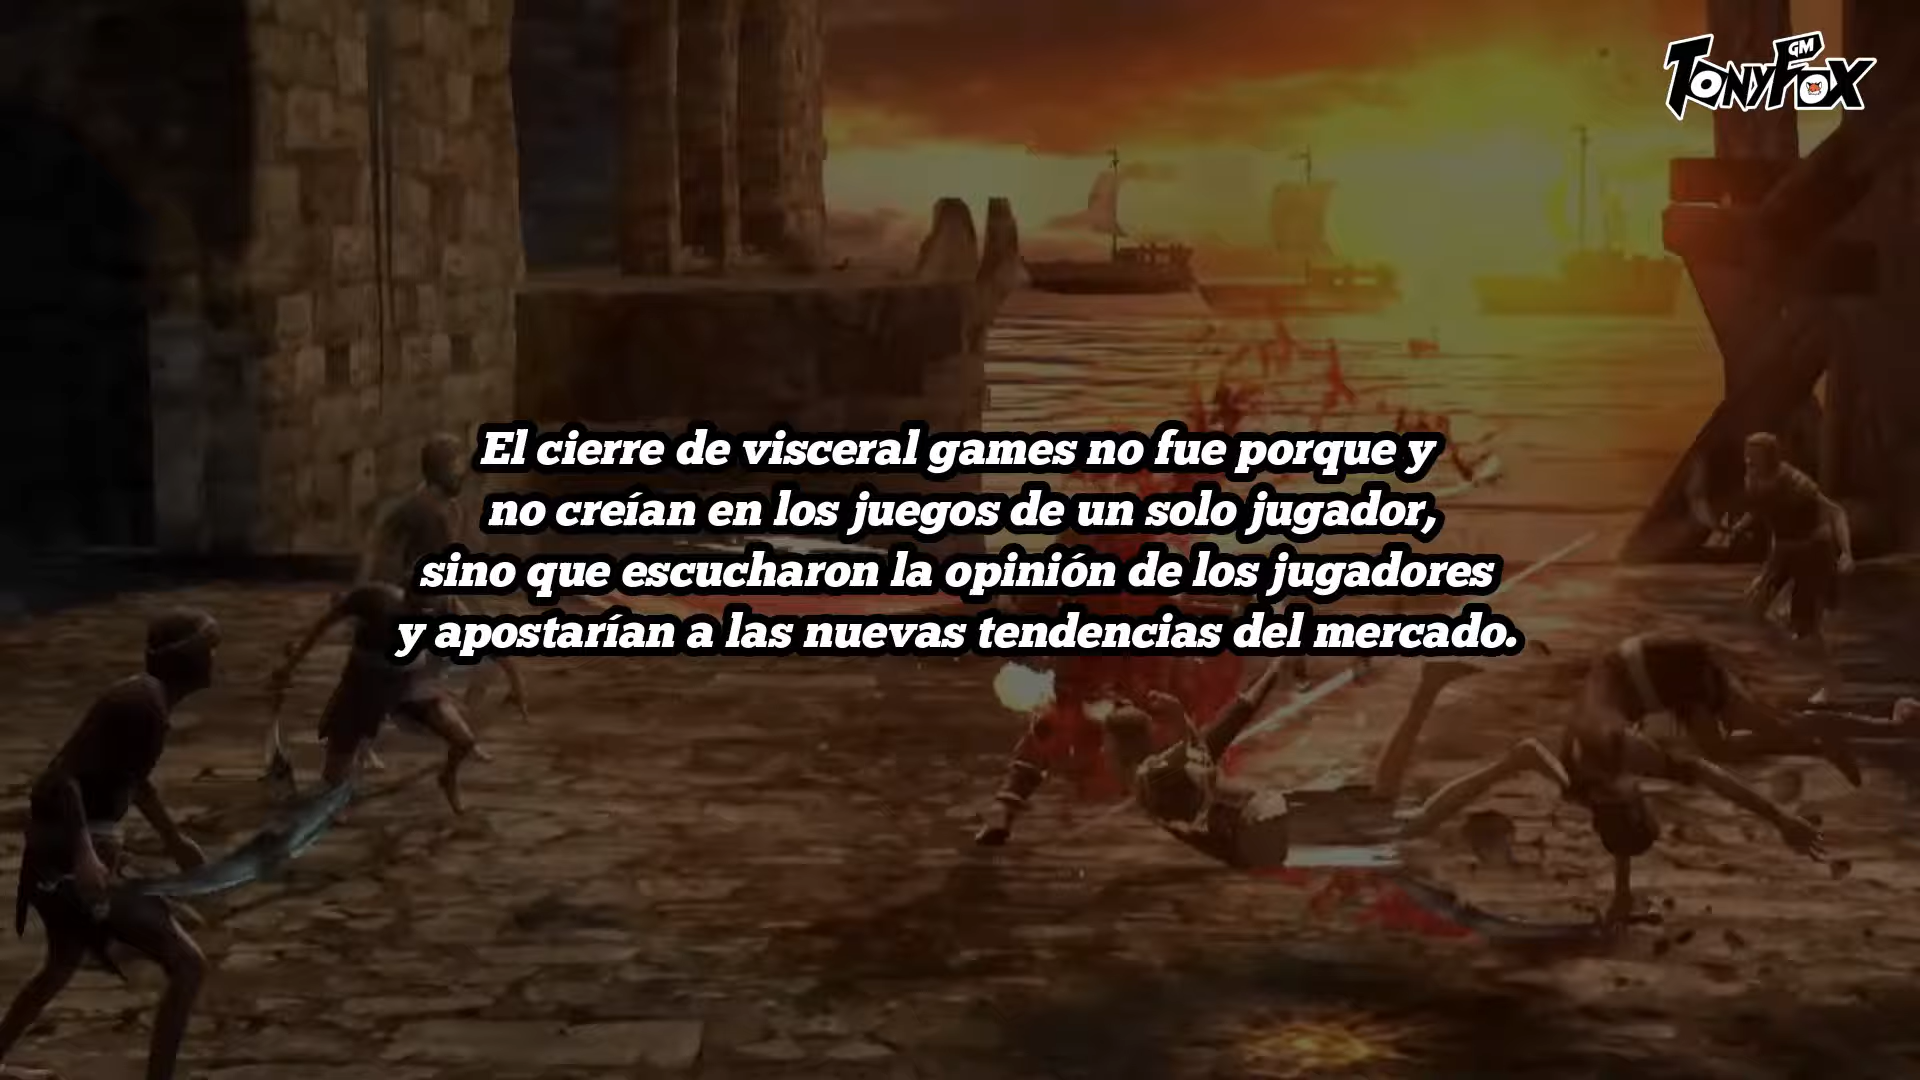 GM
TONYFOX
El cierre de visceral games no fue porque y
no creían en los juegos de un solo jugador,
sino que escucharon la opinión de los jugadores
y apostarían a las nuevas tendencias del mercado.